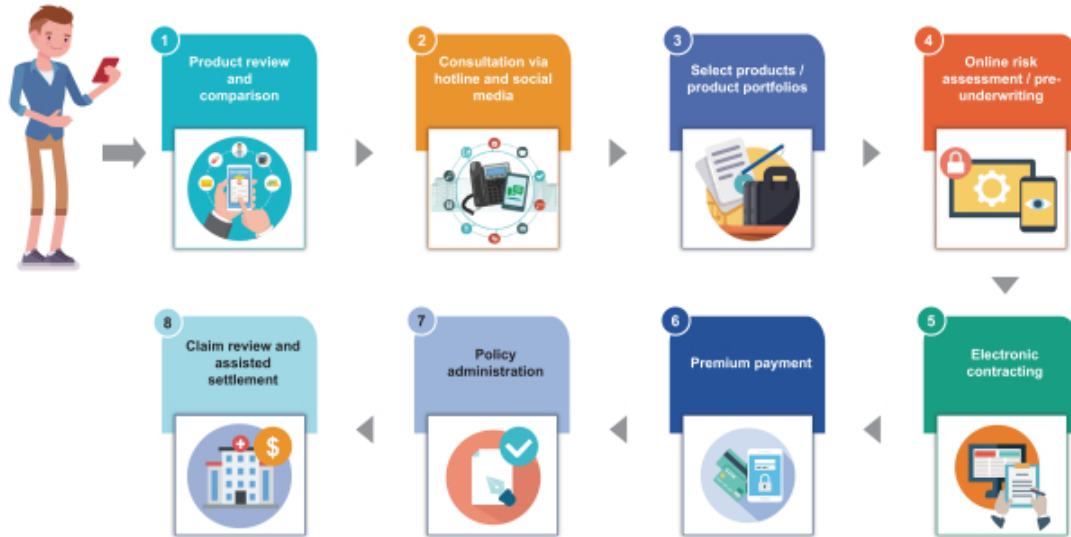 1
Product review
and
comparison
2
Consultation via
hotline and social
media
3
Select products /
product portfolios
4
Online risk
assessment / pre-
underwriting
5
Electronic
contracting
6
Premium payment
7
Policy
administration
8
Claim review and
assisted
settlement
$